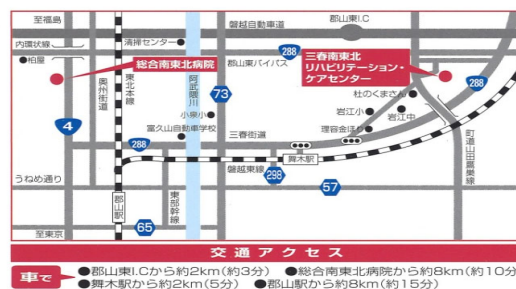 至福島
磐越自動車道
郡山東I.C
内環状線
清掃センター
288
三春南東北
リハビリテーション・
ケアセンター
柏屋
総合南東北病院
郡山東バイパス
288
奥州街道
東北本線
阿武隈川
73
杜のくまさん
小泉小
岩江小
岩江中
4
富久山自動車学校
三春街道
理容金ぼり
288
舞木駅
町道山田嘉樂線
うねめ通り
磐越東線
298
57
郡山駅
東部幹線
至東京
65
交通アクセス
車で
●郡山東I.Cから約2km(約3分) ●総合南東北病院から約8km(約10分
●舞木駅から約2km(5分) ●郡山駅から約8km(約15分)